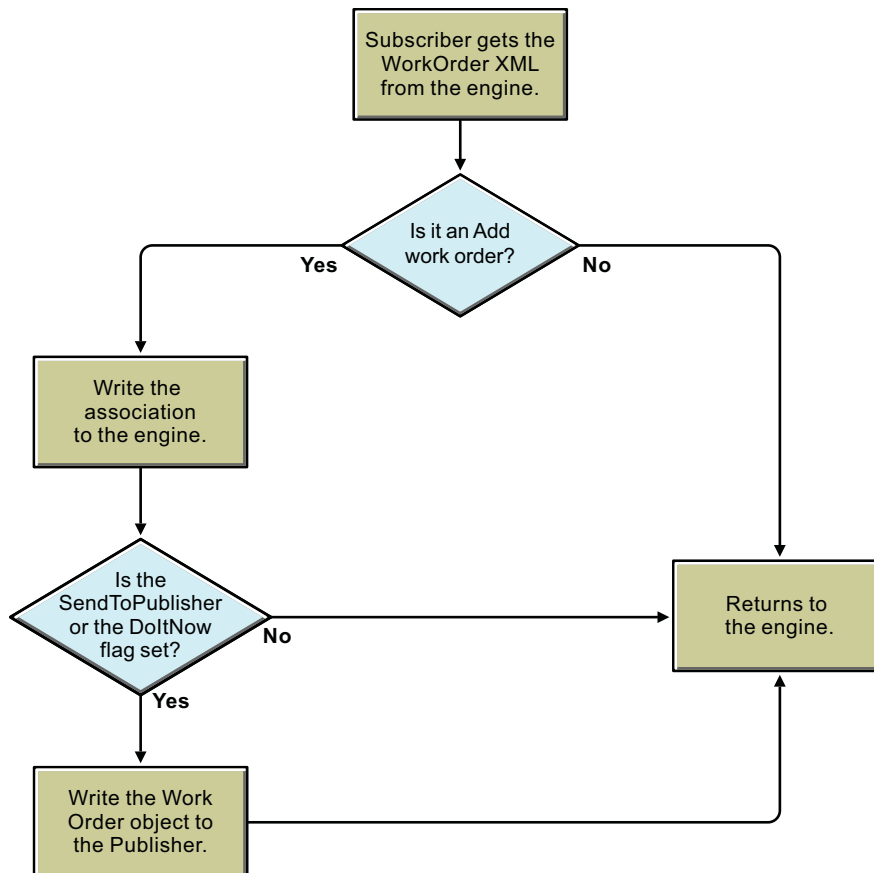 Subscriber gets the
WorkOrder XML
from the engine.
Is it an Add
work order?
Yes
No
Write the
association
to the engine.
Is the
SendToPublisher
or the DoItNow
flag set?
No
Yes
Returns to
the engine.
Write the Work
Order object to
the Publisher.